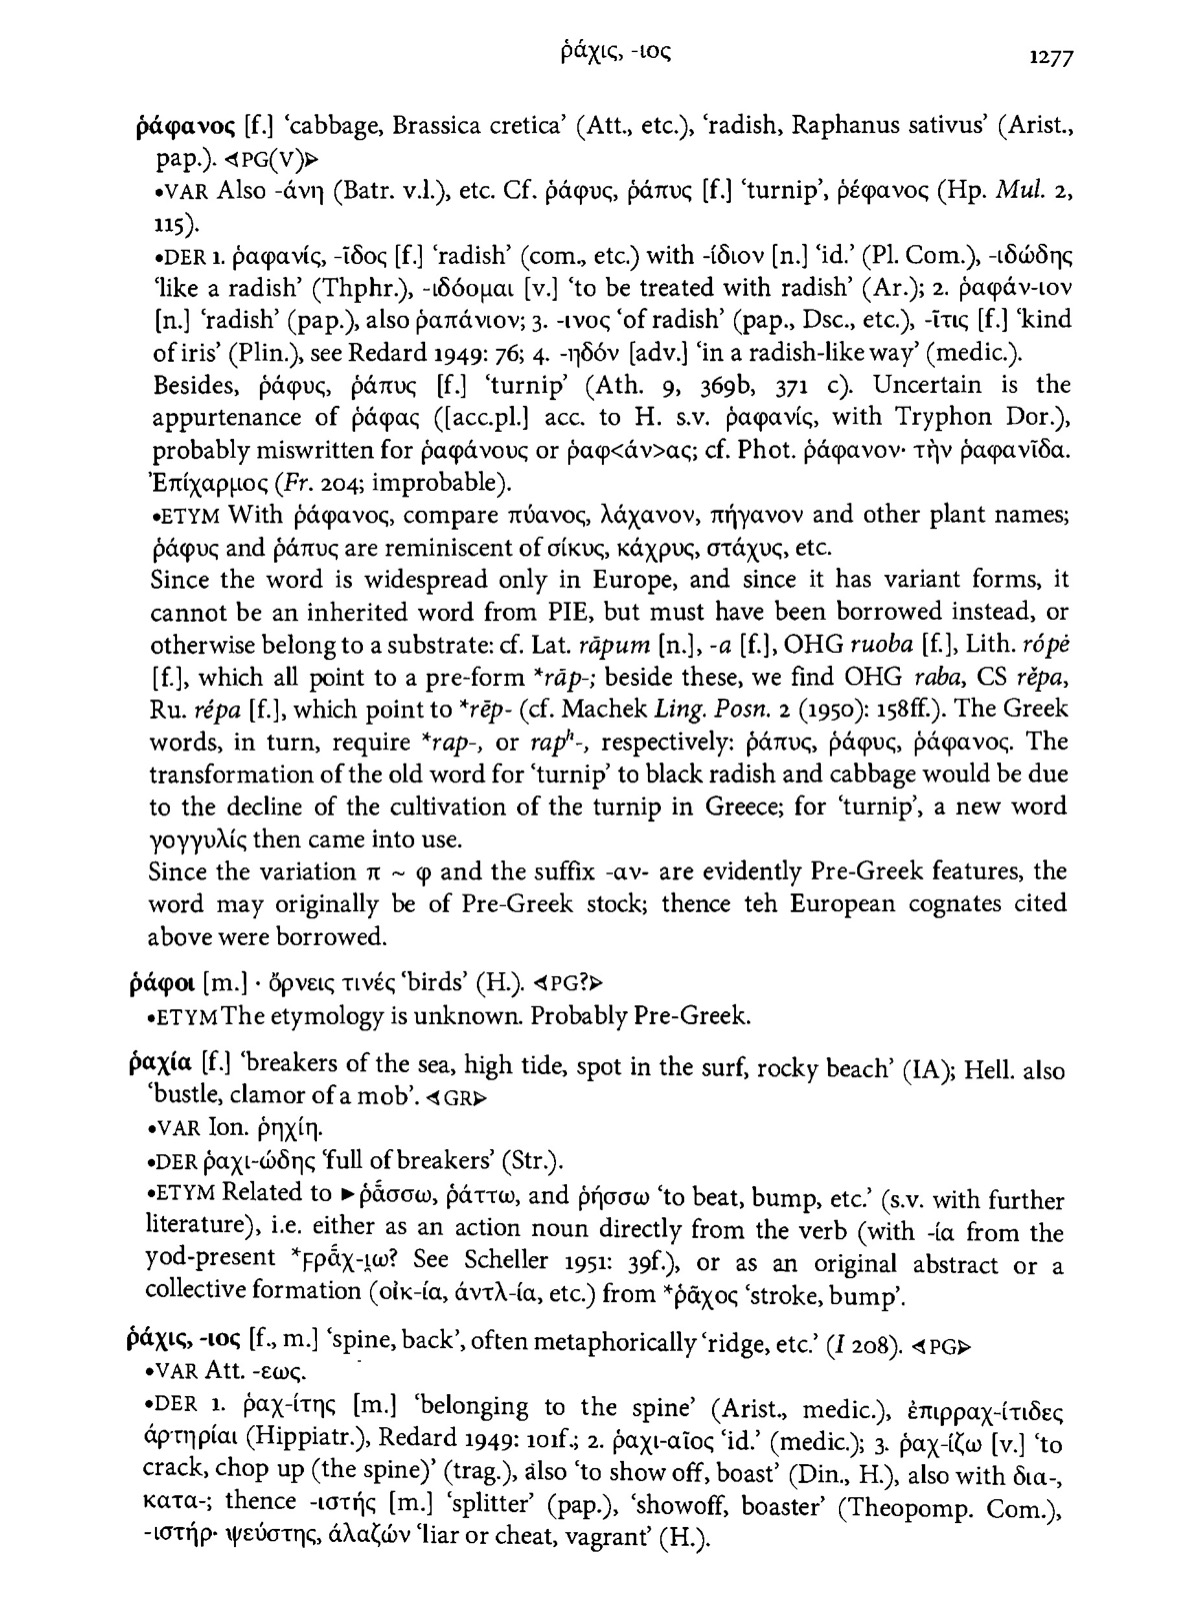 ῥάχις, -ιος
1277
ῥάφανος [f.] ‘cabbage, Brassica cretica’ (Att., etc.), ‘radish, Raphanus sativus’ (Arist.,
pap.). ⋖PG(V)⋗
•VAR Also -άνη (Batr. v.l.), etc. Cf. ῥάφυς, ῥάπυς [f.] ‘turnip’, ῥέφανος (Hp. Mul. 2,
115).
•DER 1. ῥαφανίς, -ῖδος [f.] ‘radish’ (com., etc.) with -ίδιον [n.] ‘id.’ (Pl. Com.), -ιδώδης
‘like a radish’ (Thphr.), -ιδόομαι [v.] ‘to be treated with radish’ (Ar.); 2. ῥαφάν-ιον
[n.] ‘radish’ (pap.), also ῥαπάνιον; 3. -ινος ‘of radish’ (pap., Dsc., etc.), -ῖτις [f.] ‘kind
of iris’ (Plin.), see Redard 1949: 76; 4. -ηδόν [adv.] ‘in a radish-like way’ (medic.).
Besides, ῥάφυς, ῥάπυς [f.] ‘turnip’ (Ath. 9, 369b, 371 c). Uncertain is the
appurtenance of ῥάφας ([acc.pl.] acc. to H. s.v. ῥαφανίς, with Tryphon Dor.),
probably miswritten for ῥαφάνους or ῥαφ<άν>ας; cf. Phot. ῥάφανον· τὴν ῥαφανῖδα.
Ἐπίχαρμος (Fr. 204; improbable).
•ETYM With ῥάφανος, compare πύανος, λάχανον, πήγανον and other plant names;
ῥάφυς and ῥάπυς are reminiscent of σίκυς, κάχρυς, στάχυς, etc.
Since the word is widespread only in Europe, and since it has variant forms, it
cannot be an inherited word from PIE, but must have been borrowed instead, or
otherwise belong to a substrate: cf. Lat. rāpum [n.], -a [f.], OHG ruoba [f.], Lith. rópė
[f.], which all point to a pre-form *rāp-; beside these, we find OHG raba, CS rěpa,
Ru. répa [f.], which point to *rēp- (cf. Machek Ling. Posn. 2 (1950): 158ff.). The Greek
words, in turn, require *rap-, or rapʰ-, respectively: ῥάπυς, ῥάφυς, ῥάφανος. The
transformation of the old word for ‘turnip’ to black radish and cabbage would be due
to the decline of the cultivation of the turnip in Greece; for ‘turnip’, a new word
γογγυλίς then came into use.
Since the variation π ~ φ and the suffix -αν- are evidently Pre-Greek features, the
word may originally be of Pre-Greek stock; thence teh European cognates cited
above were borrowed.
ῥάφοι [m.] · ὄρνεις τινές ‘birds’ (H.). ⋖PG?⋗
•ETYM The etymology is unknown. Probably Pre-Greek.
ῥαχία [f.] ‘breakers of the sea, high tide, spot in the surf, rocky beach’ (IA); Hell. also
‘bustle, clamor of a mob’. ⋖GR⋗
•VAR Ion. ῥηχίη.
•DER ῥαχι-ώδης ‘full of breakers’ (Str.).
•ETYM Related to ►ῥᾱ́σσω, ῥάττω, and ῥήσσω ‘to beat, bump, etc.’ (s.v. with further
literature), i.e. either as an action noun directly from the verb (with -ία from the
yod-present *ϝρᾱ́χ-ι̯ω? See Scheller 1951: 39f.), or as an original abstract or a
collective formation (οἰκ-ία, ἀντλ-ία, etc.) from *ῥᾶχος ‘stroke, bump’.
ῥάχις, -ιος [f., m.] ‘spine, back’, often metaphorically ‘ridge, etc.’ (I 208). ⋖PG⋗
•VAR Att. -εως.
•DER 1. ῥαχ-ίτης [m.] ‘belonging to the spine’ (Arist., medic.), ἐπιρραχ-ίτιδες
ἀρτηρίαι (Hippiatr.), Redard 1949: 101f.; 2. ῥαχι-αῖος ‘id.’ (medic.); 3. ῥαχ-ίζω [v.] ‘to
crack, chop up (the spine)’ (trag.), also ‘to show off, boast’ (Din., H.), also with δια-,
κατα-; thence -ιστής [m.] ‘splitter’ (pap.), ‘showoff, boaster’ (Theopomp. Com.),
-ιστήρ· ψεύστης, ἀλαζών ‘liar or cheat, vagrant’ (H.).